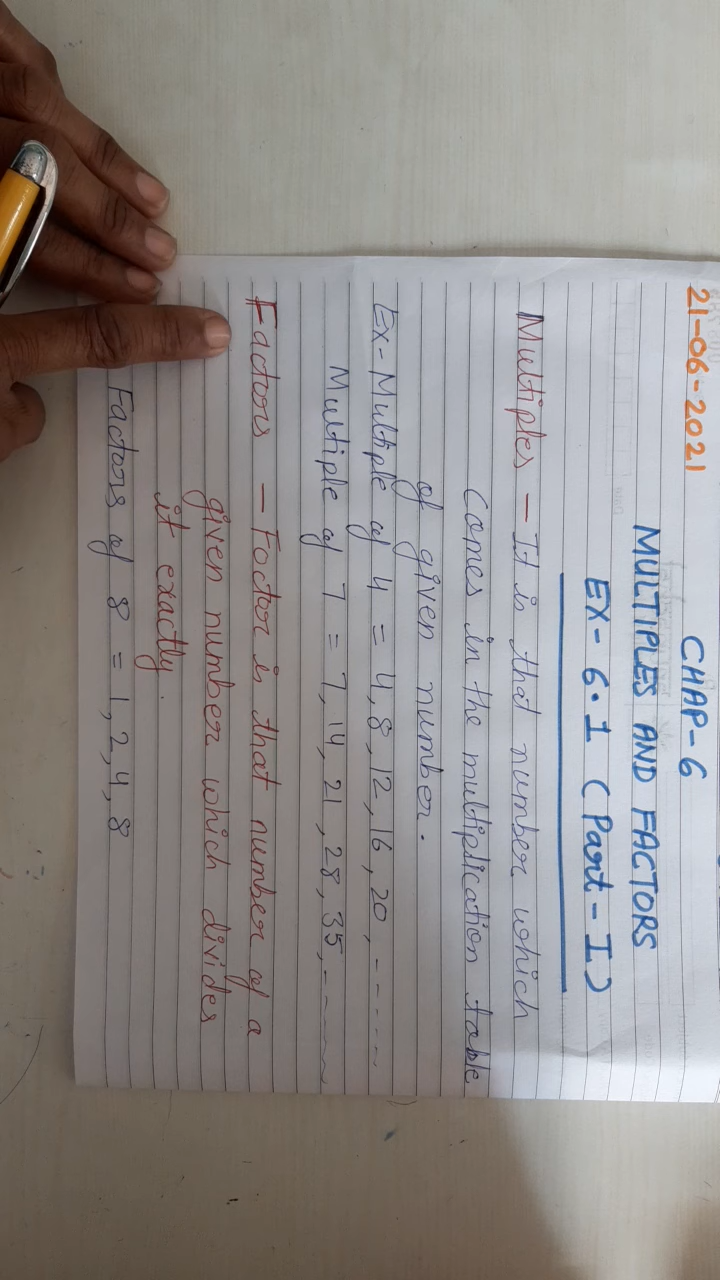 21-06-2021
CHAP-6
MULTIPLES AND FACTORS
EX-6.1 (Part-I)
Multiples - It is that number which
comes in the multiplication table
of given number.
Ex-Multiple of 4 = 4, 8, 12, 16, 20, -----
Multiple of 7 = 7, 14, 21, 28, 35, -----
Factors - Factor is that number of a
given number which divides
it exactly.
Factors of 8 = 1, 2, 4, 8